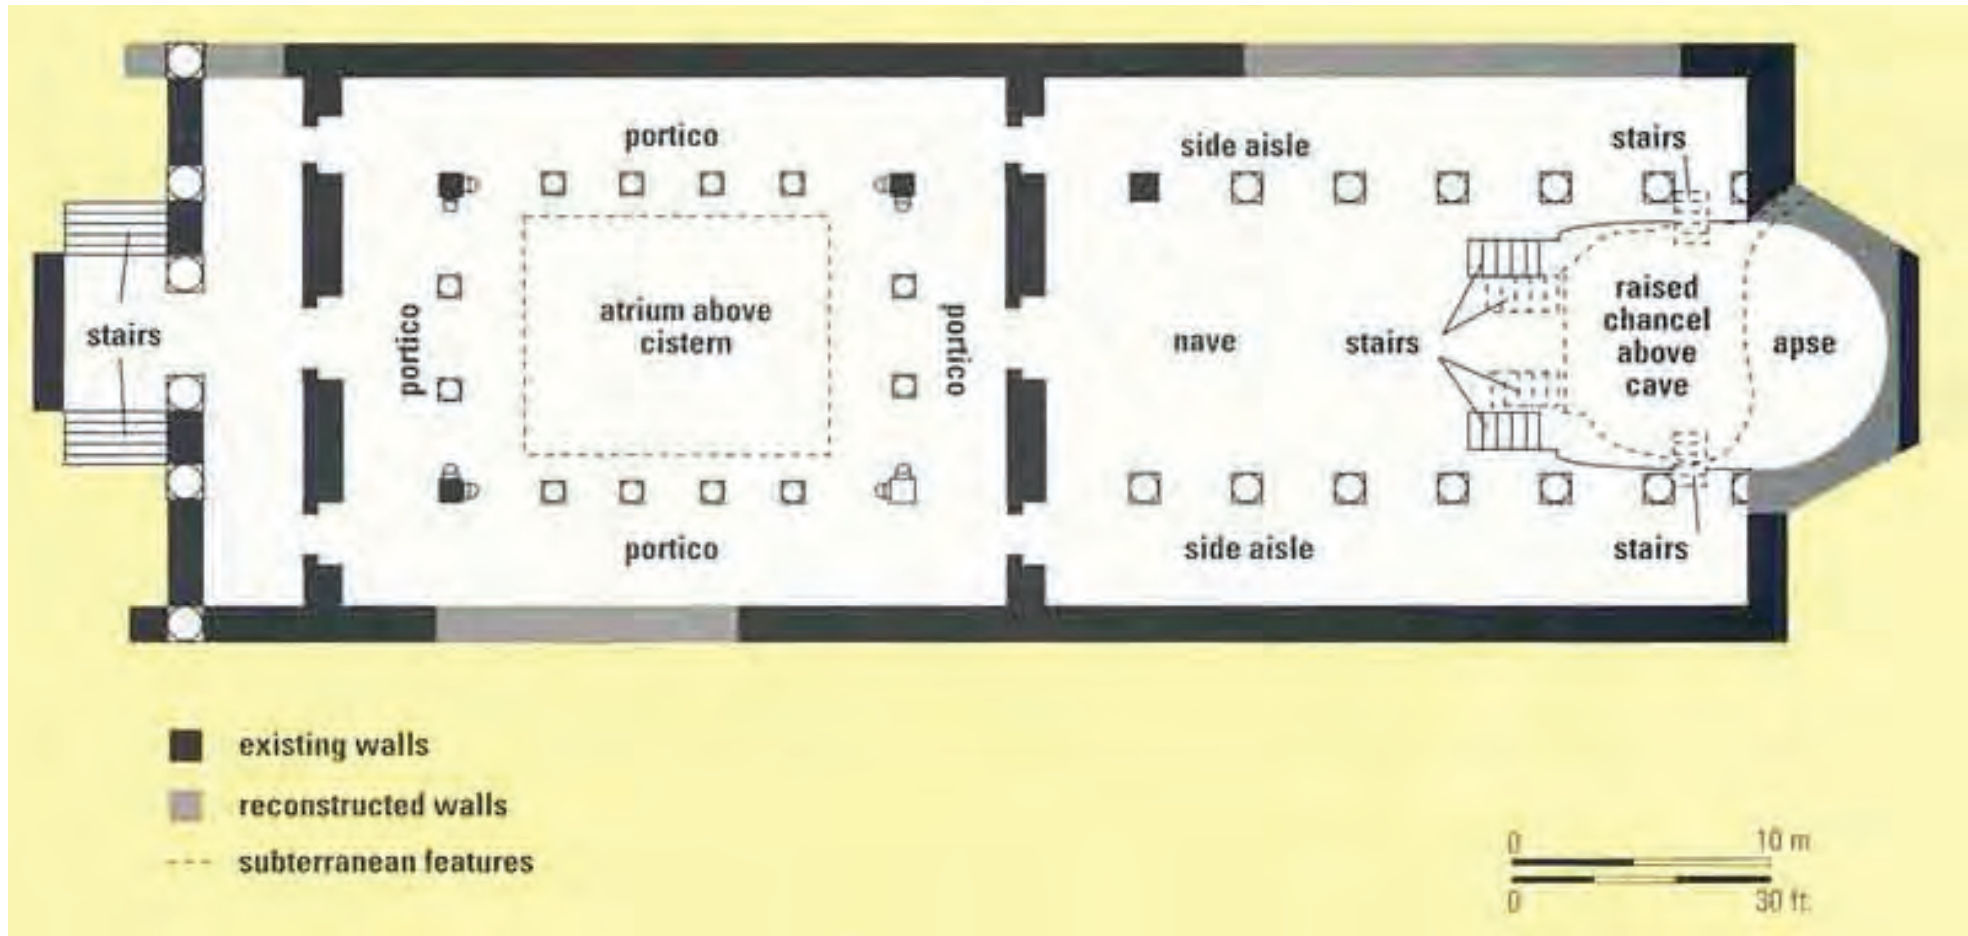 portico
side aisle
stairs
stairs
portico
atrium above
cistern
portico
nave
stairs
raised
chancel
above
cave
apse
portico
side aisle
stairs
existing walls
reconstructed walls
subterranean features
0 10 m
0 30 ft.